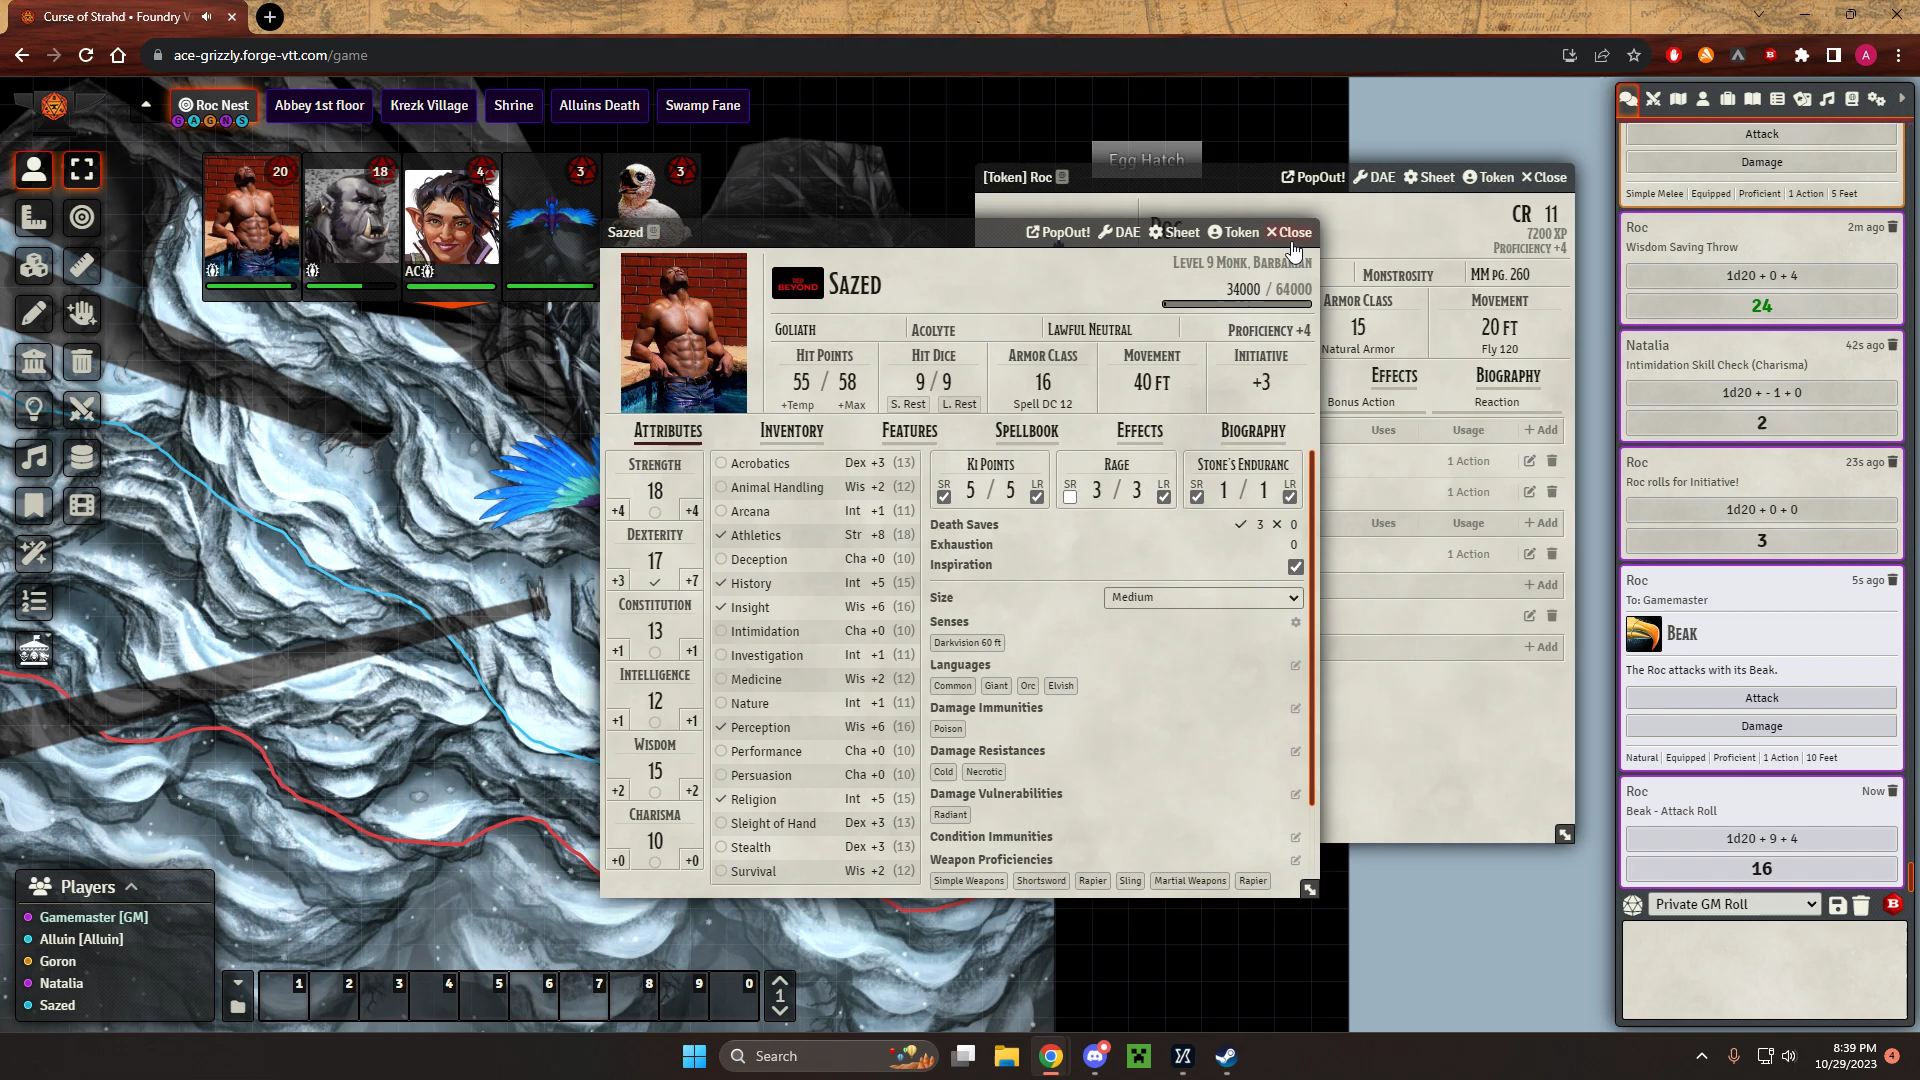 Curse of Strahd • Foundry V
ace-grizzly.forge-vtt.com/game
Roc Nest
G A G N S
Abbey 1st floor
Krezk Village
Shrine
Alluins Death
Swamp Fane
20
18
4
3
3
AC
Egg Hatch
[Token] Roc
PopOut! DAE Sheet Token Close
Roc
CR 11
7200 XP
Proficiency +4
Monstrosity
MM pg. 260
Armor Class
15
Natural Armor
Movement
20 ft
Fly 120
Effects
Biography
Bonus Action
Reaction
Uses Usage + Add
1 Action
1 Action
Uses Usage + Add
1 Action
+ Add
+ Add
Sazed
PopOut! DAE Sheet Token Close
Beyond
Sazed
Level 9 Monk, Barbarian
34000 / 64000
Goliath
Acolyte
Lawful Neutral
Proficiency +4
Hit Points
55 / 58
+Temp +Max
Hit Dice
9 / 9
S. Rest L. Rest
Armor Class
16
Spell DC 12
Movement
40 ft
Initiative
+3
Attributes
Inventory
Features
Spellbook
Effects
Biography
Strength
18
+4 +4
Dexterity
17
+3 +7
Constitution
13
+1 +1
Intelligence
12
+1 +1
Wisdom
15
+2 +2
Charisma
10
+0 +0
Acrobatics Dex +3 (13)
Animal Handling Wis +2 (12)
Arcana Int +1 (11)
Athletics Str +8 (18)
Deception Cha +0 (10)
History Int +5 (15)
Insight Wis +6 (16)
Intimidation Cha +0 (10)
Investigation Int +1 (11)
Medicine Wis +2 (12)
Nature Int +1 (11)
Perception Wis +6 (16)
Performance Cha +0 (10)
Persuasion Cha +0 (10)
Religion Int +5 (15)
Sleight of Hand Dex +3 (13)
Stealth Dex +3 (13)
Survival Wis +2 (12)
Ki Points
SR 5 / 5 LR
Rage
SR 3 / 3 LR
Stone's Enduranc
SR 1 / 1 LR
Death Saves 3 0
Exhaustion 0
Inspiration
Size Medium
Senses
Darkvision 60 ft
Languages
Common Giant Orc Elvish
Damage Immunities
Poison
Damage Resistances
Cold Necrotic
Damage Vulnerabilities
Radiant
Condition Immunities
Weapon Proficiencies
Simple Weapons Shortsword Rapier Sling Martial Weapons Rapier
Attack
Damage
Simple Melee Equipped Proficient 1 Action 5 Feet
Roc 2m ago
Wisdom Saving Throw
1d20 + 0 + 4
24
Natalia 42s ago
Intimidation Skill Check (Charisma)
1d20 + - 1 + 0
2
Roc 23s ago
Roc rolls for Initiative!
1d20 + 0 + 0
3
Roc 5s ago
To: Gamemaster
Beak
The Roc attacks with its Beak.
Attack
Damage
Natural Equipped Proficient 1 Action 10 Feet
Roc Now
Beak - Attack Roll
1d20 + 9 + 4
16
Private GM Roll
Players
Gamemaster [GM]
Alluin [Alluin]
Goron
Natalia
Sazed
1 2 3 4 5 6 7 8 9 0
1
Search
8:39 PM
10/29/2023
4